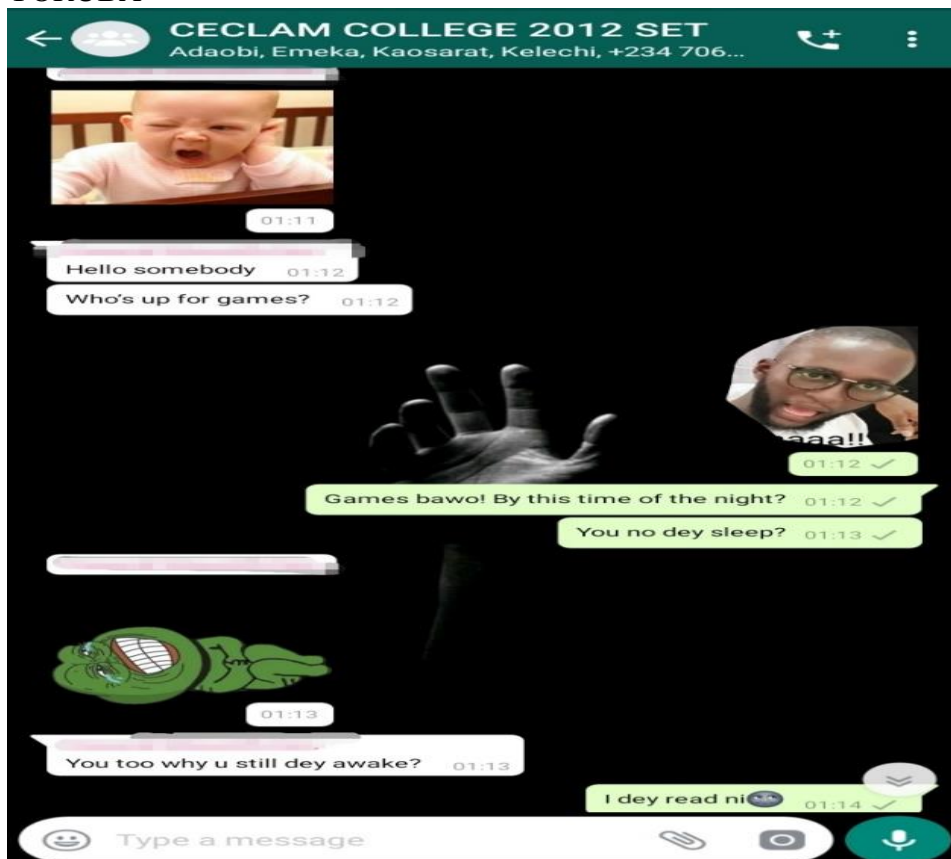 CECLAM COLLEGE 2012 SET
Adaobi, Emeka, Kaosarat, Kelechi, +234 706...
01:11
Hello somebody 01:12
Who's up for games? 01:12
aaa!!
01:12
Games bawo! By this time of the night? 01:12
You no dey sleep? 01:13
01:13
You too why u still dey awake? 01:13
I dey read ni🌚 01:14
Type a message